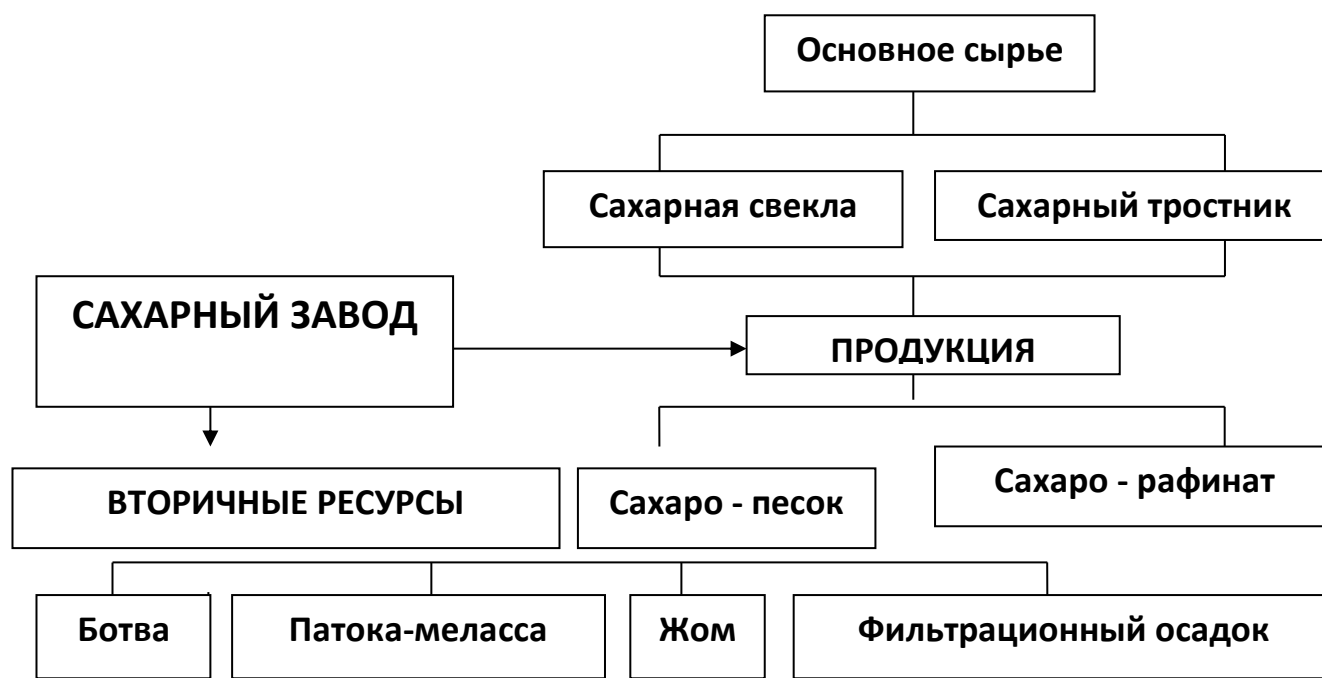 Основное сырье
Сахарная свекла
Сахарный тростник
САХАРНЫЙ ЗАВОД
ПРОДУКЦИЯ
ВТОРИЧНЫЕ РЕСУРСЫ
Сахаро - песок
Сахаро - рафинат
Ботва
Патока-меласса
Жом
Фильтрационный осадок